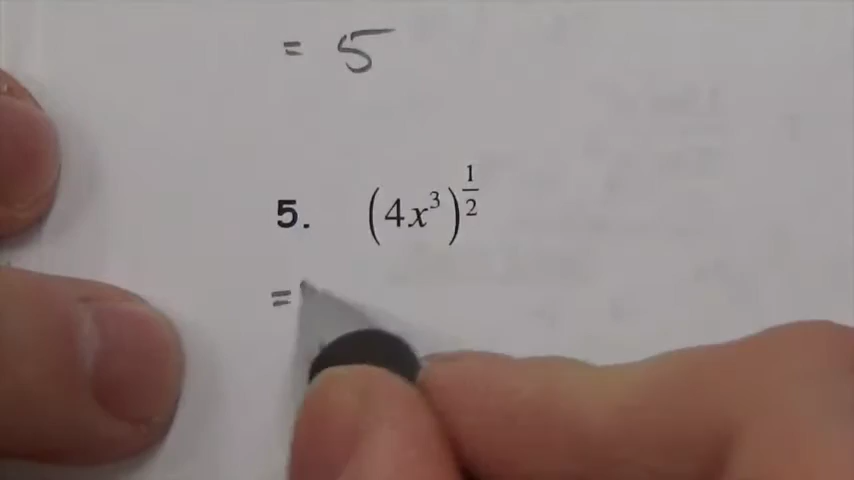 = 5
5. (4x³)^{1/2}
=